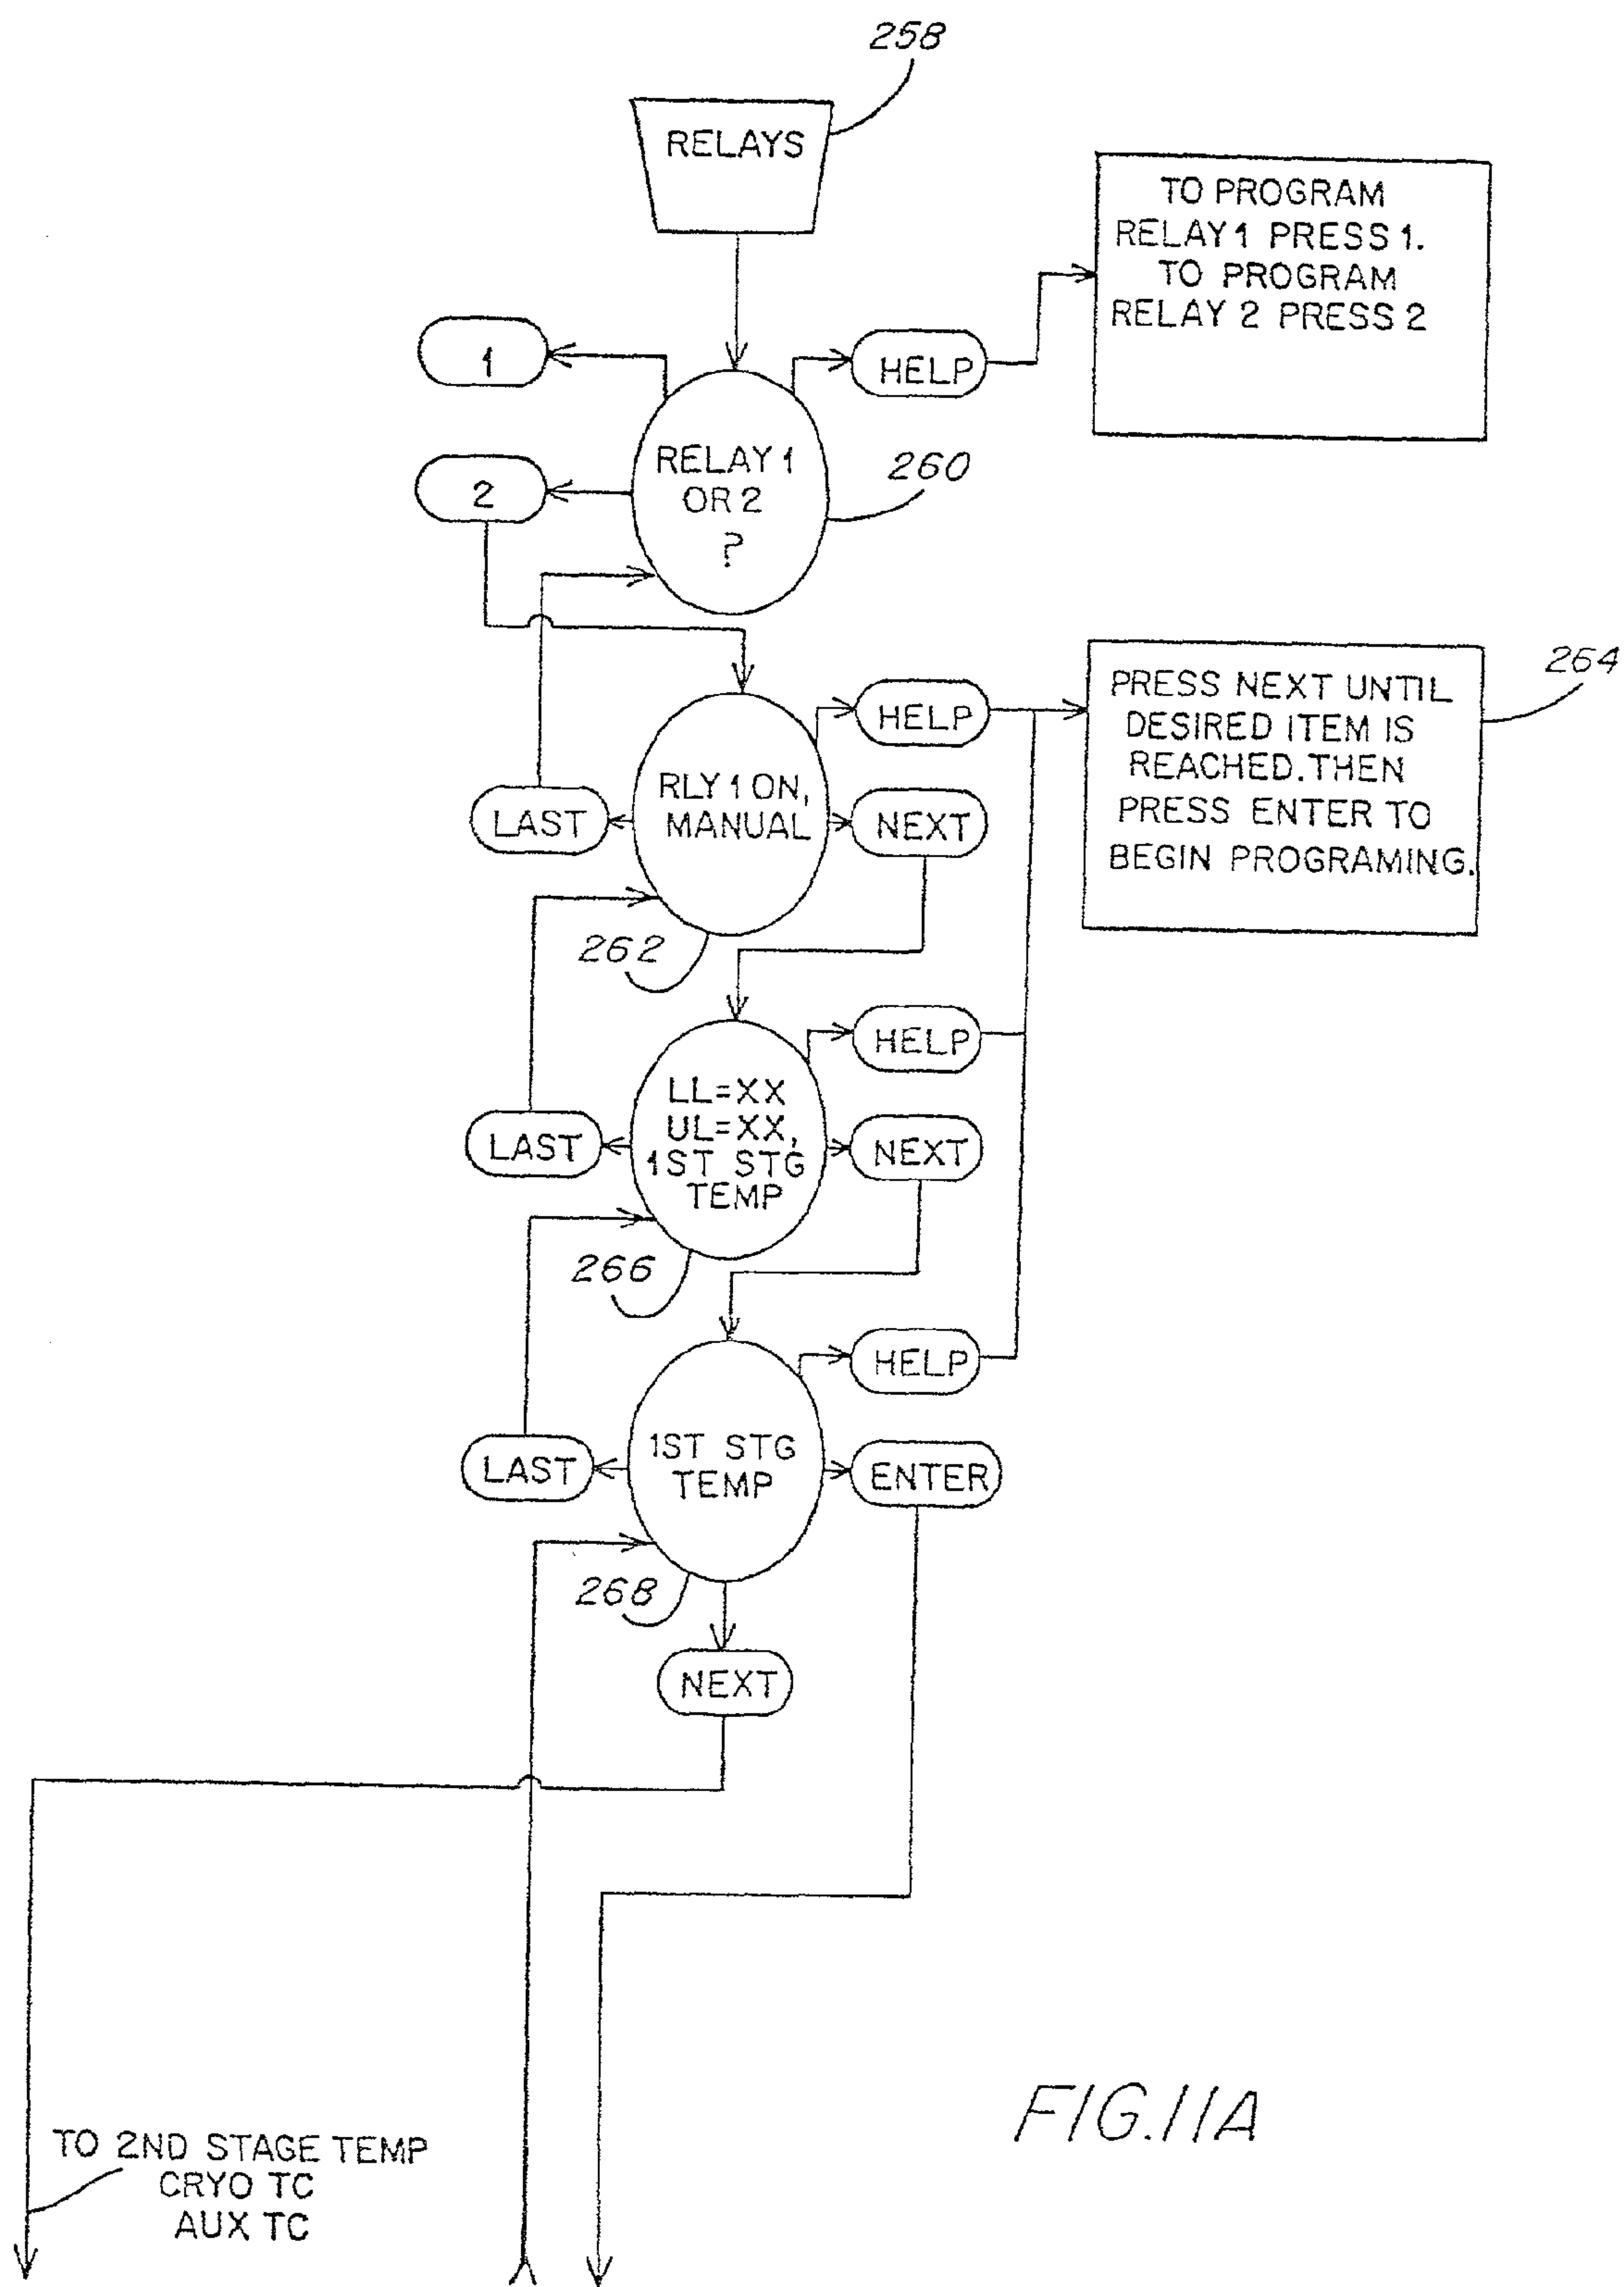 258
RELAYS
TO PROGRAM
RELAY 1 PRESS 1.
TO PROGRAM
RELAY 2 PRESS 2
1
HELP
RELAY 1
OR 2
?
260
2
264
PRESS NEXT UNTIL
DESIRED ITEM IS
REACHED. THEN
PRESS ENTER TO
BEGIN PROGRAMING.
HELP
RLY 1 ON,
MANUAL
LAST
NEXT
262
HELP
LL=XX
UL=XX,
1ST STG
TEMP
LAST
NEXT
266
HELP
1ST STG
TEMP
LAST
ENTER
268
NEXT
TO 2ND STAGE TEMP
CRYO TC
AUX TC
FIG.11A